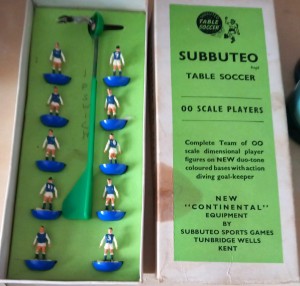 TABLE
SOCCER
SUBBUTEO
TABLE SOCCER
OO SCALE PLAYERS
Complete Team of OO
scale dimensional player
figures on NEW duo-tone
coloured bases with action
diving goal-keeper
NEW
"CONTINENTAL"
EQUIPMENT
BY
SUBBUTEO SPORTS GAMES
TUNBRIDGE WELLS
KENT